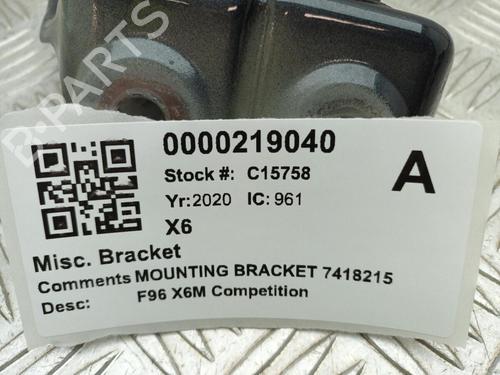 B-PARTS
0000219040
Stock #: C15758
A
Yr: 2020 IC: 961
X6
Misc. Bracket
Comments MOUNTING BRACKET 7418215
Desc: F96 X6M Competition